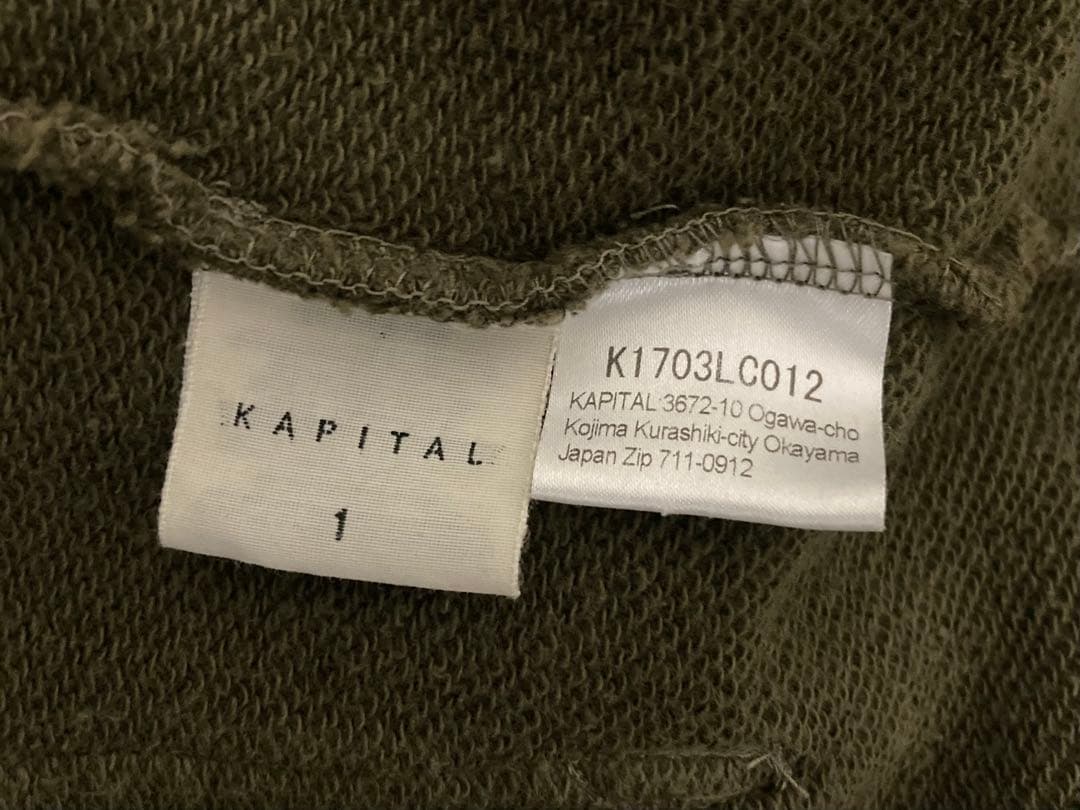 KAPITAL
1
K1703LC012
KAPITAL 3672-10 Ogawa-cho
Kojima Kurashiki-city Okayama
Japan Zip 711-0912